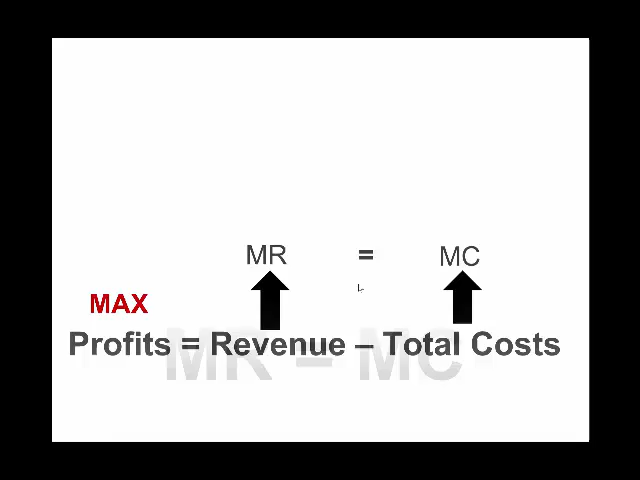 MR = MC
MAX
Profits = Revenue – Total Costs
MR = MC